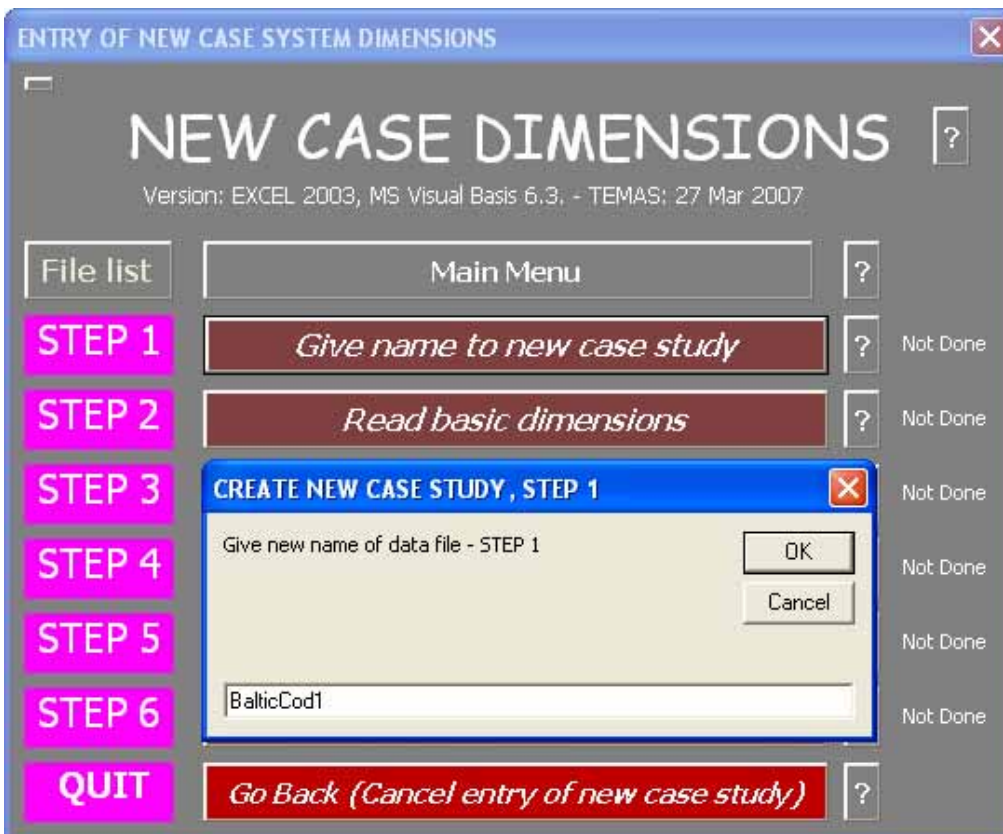 ENTRY OF NEW CASE SYSTEM DIMENSIONS
NEW CASE DIMENSIONS ?
Version: EXCEL 2003, MS Visual Basis 6.3. - TEMAS: 27 Mar 2007
File list Main Menu ?
STEP 1 Give name to new case study ? Not Done
STEP 2 Read basic dimensions ? Not Done
STEP 3 Not Done
STEP 4 Not Done
STEP 5 Not Done
STEP 6 Not Done
CREATE NEW CASE STUDY, STEP 1
Give new name of data file - STEP 1
OK
Cancel
BalticCod1
QUIT Go Back (Cancel entry of new case study) ?